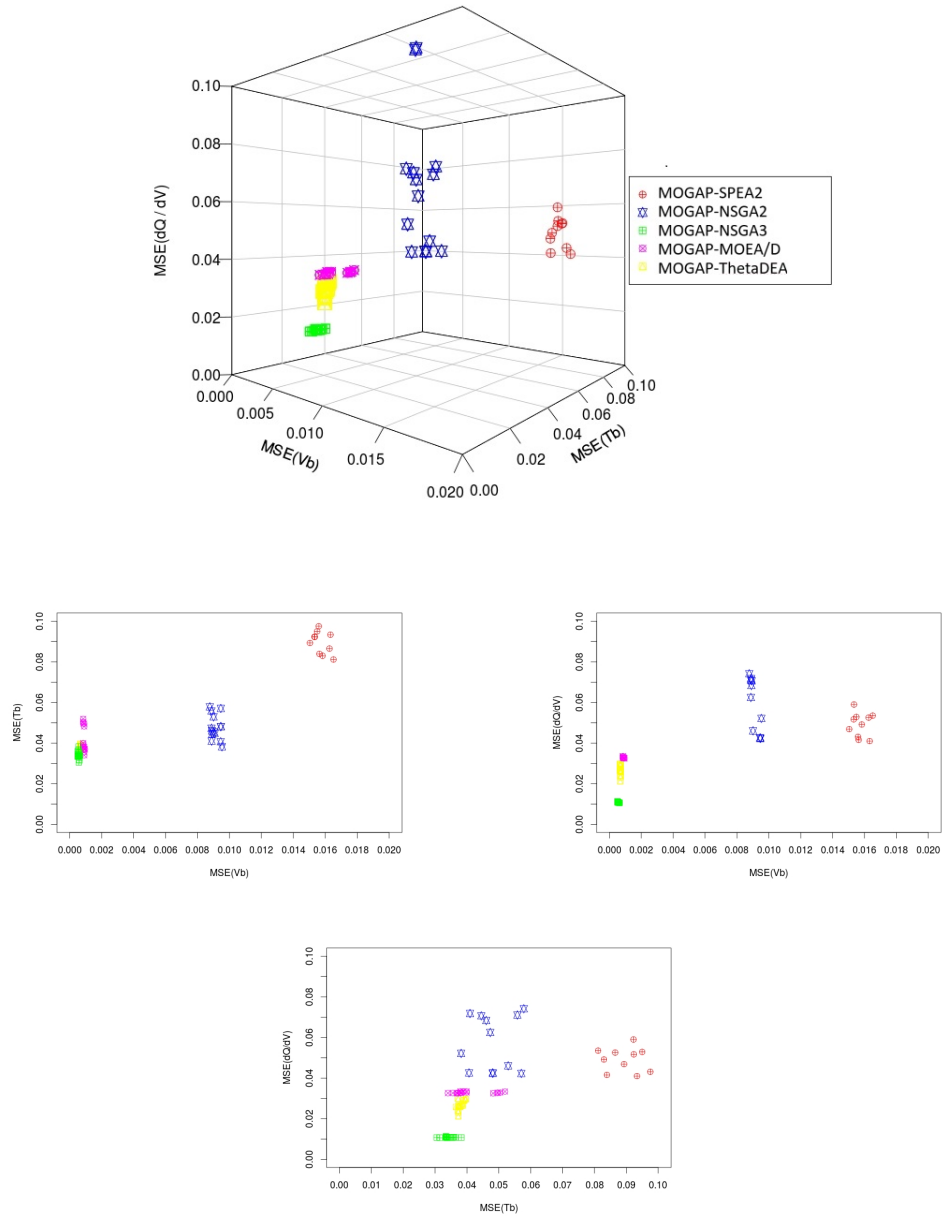 0.10
0.08
0.06
0.04
0.02
0.00
MSE(dQ / dV)
0.000
0.005
0.010
0.015
0.020
MSE(Vb)
0.00
0.02
0.04
0.06
0.08
0.10
MSE(Tb)
MOGAP-SPEA2
MOGAP-NSGA2
MOGAP-NSGA3
MOGAP-MOEA/D
MOGAP-ThetaDEA
MSE(Tb)
0.10
0.08
0.06
0.04
0.02
0.00
0.000 0.002 0.004 0.006 0.008 0.010 0.012 0.014 0.016 0.018 0.020
MSE(Vb)
MSE(dQ/dV)
0.10
0.08
0.06
0.04
0.02
0.00
0.000 0.002 0.004 0.006 0.008 0.010 0.012 0.014 0.016 0.018 0.020
MSE(Vb)
MSE(dQ/dV)
0.10
0.08
0.06
0.04
0.02
0.00
0.00 0.01 0.02 0.03 0.04 0.05 0.06 0.07 0.08 0.09 0.10
MSE(Tb)